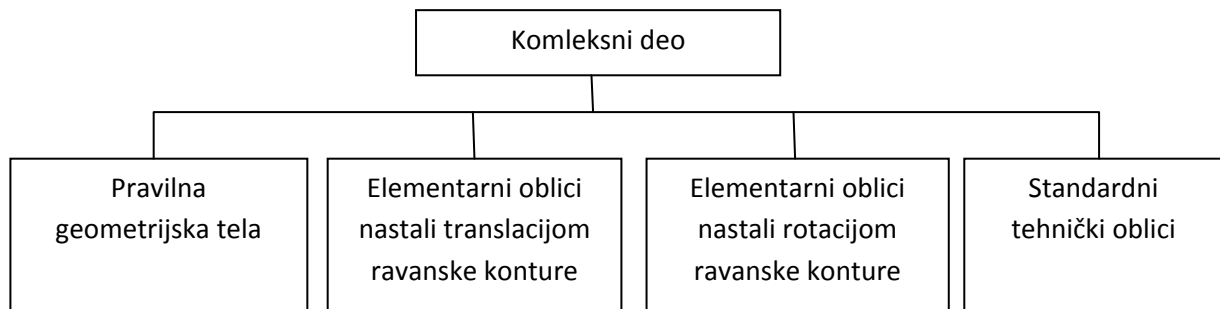 Komleksni deo
Pravilna
geometrijska tela
Elementarni oblici
nastali translacijom
ravanske konture
Elementarni oblici
nastali rotacijom
ravanske konture
Standardni
tehnički oblici